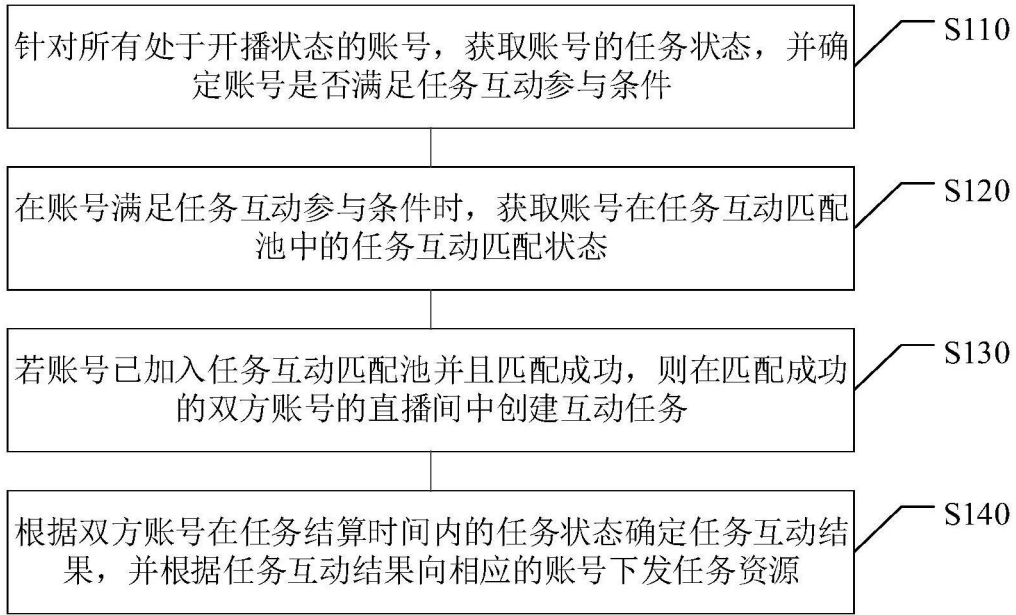 针对所有处于开播状态的账号，获取账号的任务状态，并确
定账号是否满足任务互动参与条件
S110
在账号满足任务互动参与条件时，获取账号在任务互动匹配
池中的任务互动匹配状态
S120
若账号已加入任务互动匹配池并且匹配成功，则在匹配成功
的双方账号的直播间中创建互动任务
S130
根据双方账号在任务结算时间内的任务状态确定任务互动结
果，并根据任务互动结果向相应的账号下发任务资源
S140